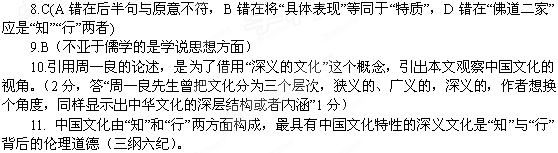 8.C(A 错在后半句与原意不符，B 错在将“具体表现”等同于“特质”，D 错在“佛道二家”
应是“知”“行”两者)
9.B（不亚于儒学的是学说思想方面）
10.引用周一良的论述，是为了借用“深义的文化”这个概念，引出本文观察中国文化的
视角。（2 分，答“周一良先生曾把文化分为三个层次，狭义的、广义的，深义的，作者想换
个角度，同样显示出中华文化的深层结构或者内涵”1 分）
11. 中国文化由“知”和“行”两方面构成，最具有中国文化特性的深义文化是“知”与“行”
背后的伦理道德（三纲六纪）。